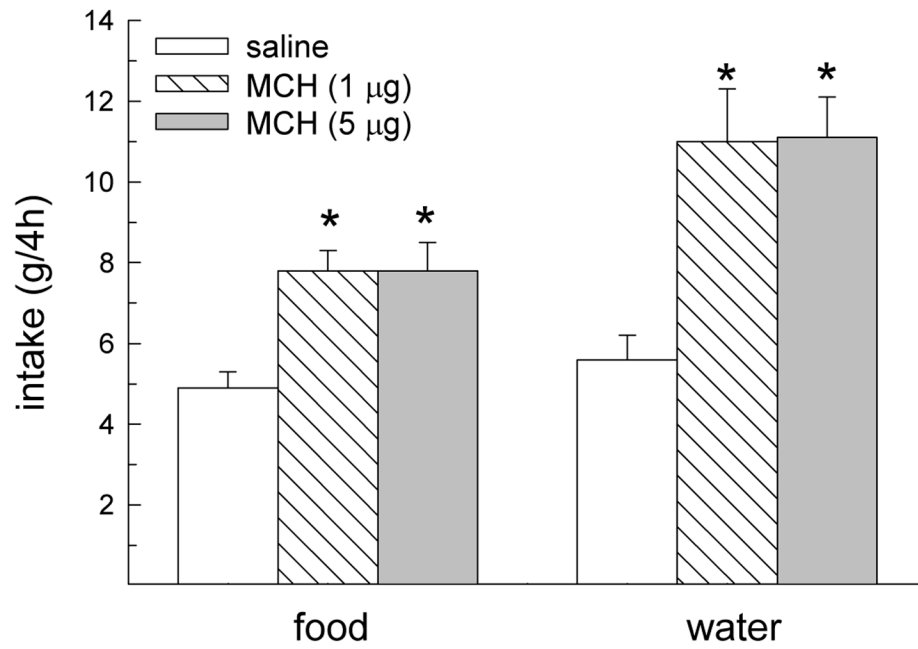 14
12
10
8
6
4
2
intake (g/4h)
saline
MCH (1 μg)
MCH (5 μg)
* *
* *
food water